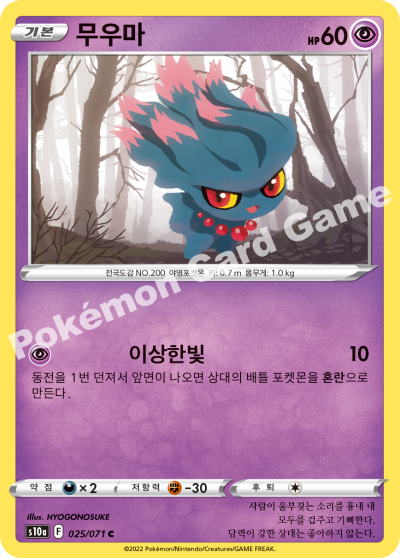 기본 무우마 HP 60
Pokémon Card Game
전국도감 NO.200 야명포켓몬 키: 0.7 m 몸무게: 1.0 kg
이상한빛 10
동전을 1번 던져서 앞면이 나오면 상대의 배틀 포켓몬을 혼란으로
만든다.
약점 ×2 저항력 -30 후퇴
Illus. HYOGONOSUKE
s10a F 025/071 C
사람이 울부짖는 소리를 흉내 내
모두를 겁주고 기뻐한다.
담력이 강한 상대는 좋아하지 않는다.
©2022 Pokémon/Nintendo/Creatures/GAME FREAK.